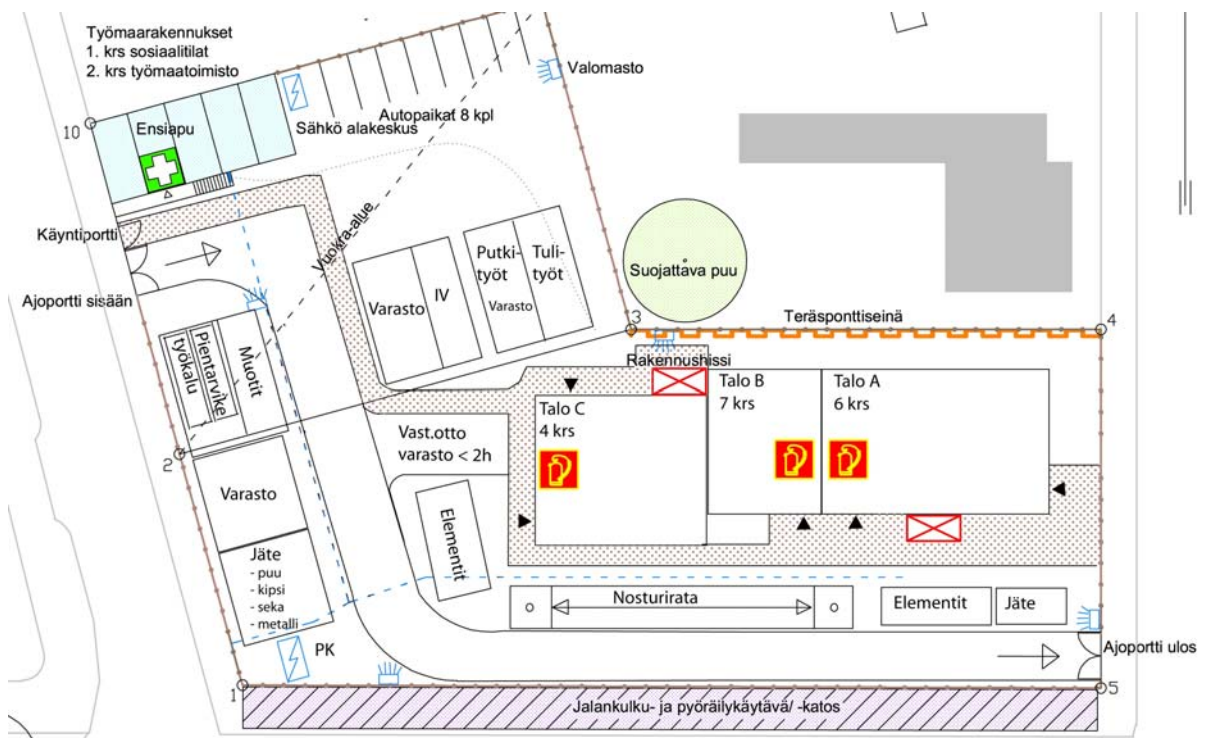 Työmaarakennukset
1. krs sosiaalitilat
2. krs työmaatoimisto
Valomasto
Autopaikat 8 kpl
Sähkö alakeskus
10
Ensiapu
Käyntiportti
Ajoportti sisään
Vuokra-alue
Varasto
IV
Putki-
työt
Varasto
Tuli-
työt
Suojattava puu
3
Teräsponttiseinä
4
Rakennushissi
Pientarvike
työkalu
Muotit
2
Talo C
4 krs
Talo B
7 krs
Talo A
6 krs
Vast.otto
varasto < 2h
Varasto
Elementit
Jäte
- puu
- kipsi
- seka
- metalli
Nosturirata
Elementit
Jäte
PK
Ajoportti ulos
1
5
Jalankulku- ja pyöräilykäytävä/ -katos